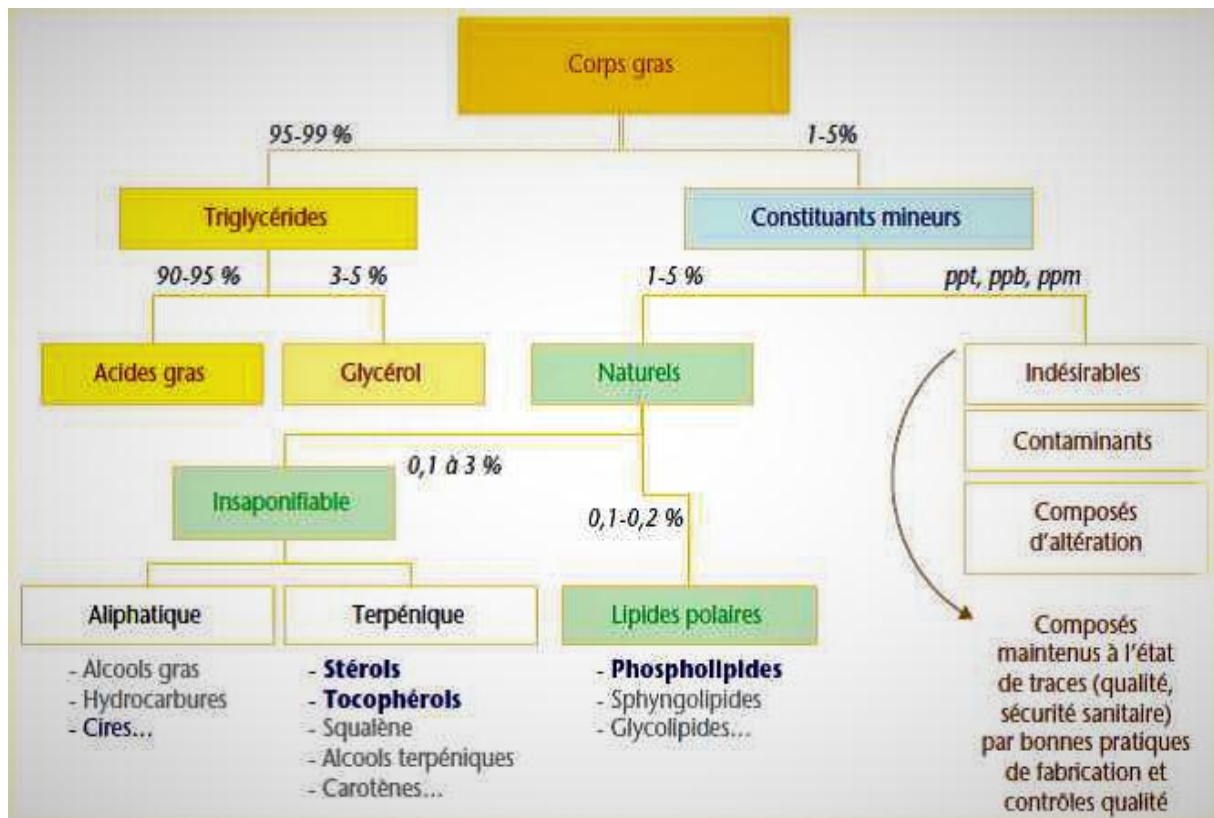 Corps gras
95-99 %
1-5%
Triglycérides
Constituants mineurs
90-95 %
3-5 %
1-5 %
ppt, ppb, ppm
Acides gras
Glycérol
Naturels
Indésirables
Contaminants
Composés
d'altération
0,1 à 3 %
Insaponifiable
0,1-0,2 %
Aliphatique
Terpénique
Lipides polaires
- Alcools gras
- Hydrocarbures
- Cires...
- Stérols
- Tocophérols
- Squalène
- Alcools terpéniques
- Carotènes...
- Phospholipides
- Sphyngolipides
- Glycolipides...
Composés
maintenus à l'état
de traces (qualité,
sécurité sanitaire)
par bonnes pratiques
de fabrication et
contrôles qualité